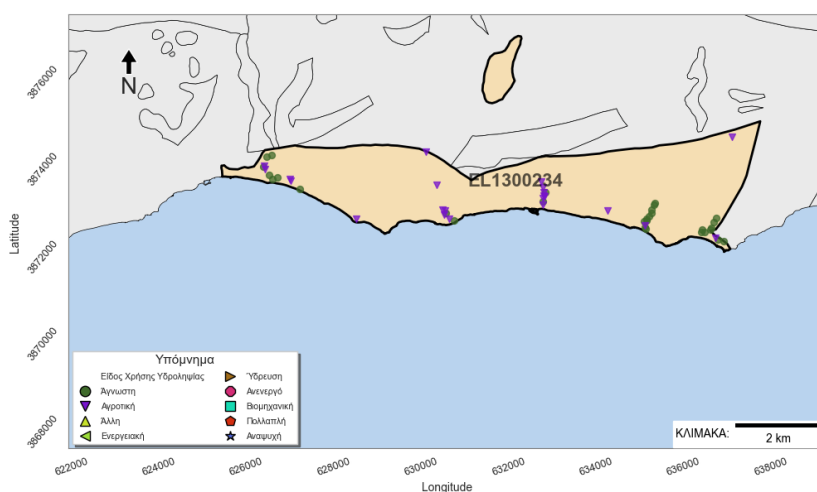 3876000
3874000
3872000
3870000
3868000
Latitude
N
EL1300234
Υπόμνημα
Είδος Χρήσης Υδροληψίας
Άγνωστη
Αγροτική
Άλλη
Ενεργειακή
Ύδρευση
Ανενεργό
Βιομηχανική
Πολλαπλή
Αναψυχή
ΚΛΙΜΑΚΑ:
2 km
622000 624000 626000 628000 630000 632000 634000 636000 638000
Longitude